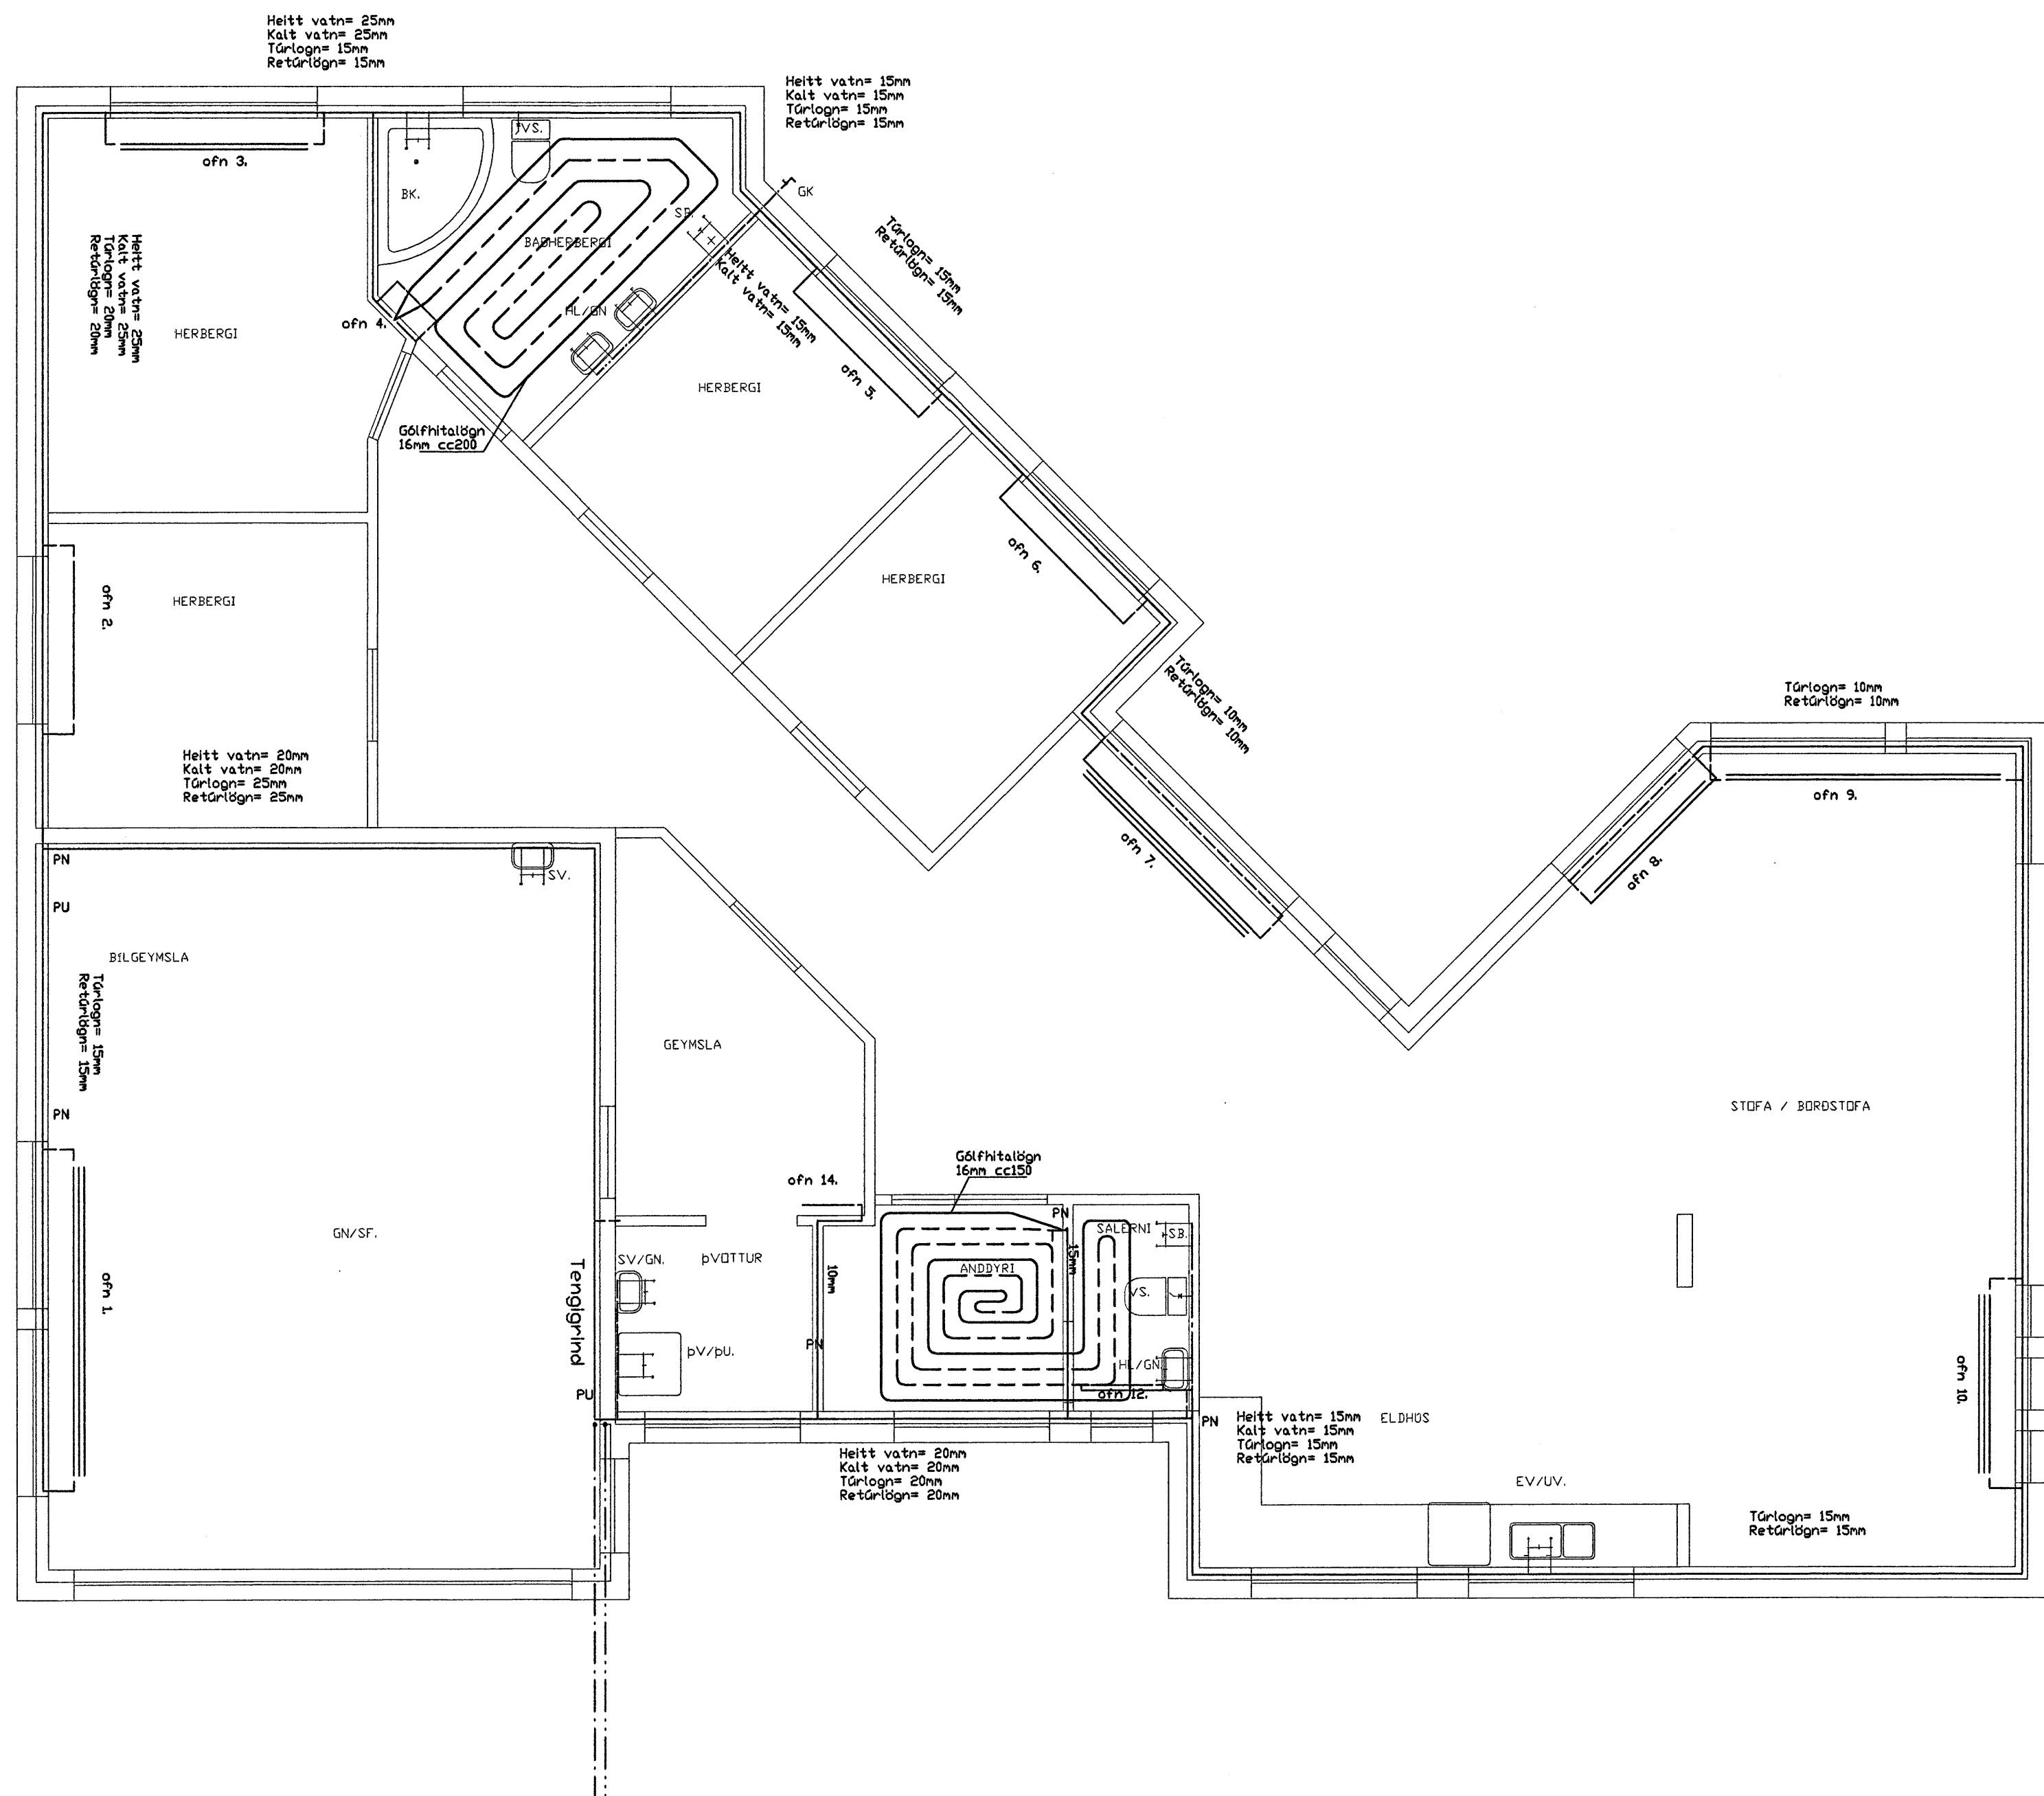 Heitt vatn= 25mm
Kalt vatn= 25mm
Túrlogn= 15mm
Retúrlögn= 15mm
Heitt vatn= 15mm
Kalt vatn= 15mm
Túrlogn= 15mm
Retúrlögn= 15mm
ofn 3.
VS.
BK.
GK
SB.
BAÐHERBERGI
Túrlogn= 15mm
Retúrlögn= 15mm
Heitt vatn= 25mm
Kalt vatn= 25mm
Túrlogn= 20mm
Retúrlögn= 20mm
Heitt vatn= 15mm
Kalt vatn= 15mm
HERBERGI
ofn 4.
HL/GN
ofn 5.
HERBERGI
Gólfhitalögn
16mm cc200
ofn 6.
HERBERGI
ofn 2.
HERBERGI
Túrlogn= 10mm
Retúrlögn= 10mm
Túrlogn= 10mm
Retúrlögn= 10mm
Heitt vatn= 20mm
Kalt vatn= 20mm
Túrlogn= 25mm
Retúrlögn= 25mm
ofn 9.
ofn 7.
ofn 8.
PN
SV.
PU
BÍLGEYMSLA
Túrlogn= 15mm
Retúrlögn= 15mm
GEYMSLA
PN
STOFA / BORÐSTOFA
Gólfhitalögn
16mm cc150
ofn 14.
PN
SALERNI
SB.
GN/SF.
SV/GN.
ÞVOTTUR
15mm
10mm
ANDDYRI
Tengigrind
VS.
ofn 1.
PN
ÞV/ÞU.
HL/GN
ofn 10.
PU
ofn 12.
PN
Heitt vatn= 15mm
Kalt vatn= 15mm
Túrlogn= 15mm
Retúrlögn= 15mm
ELDHÚS
Heitt vatn= 20mm
Kalt vatn= 20mm
Túrlogn= 20mm
Retúrlögn= 20mm
EV/UV.
Túrlogn= 15mm
Retúrlögn= 15mm